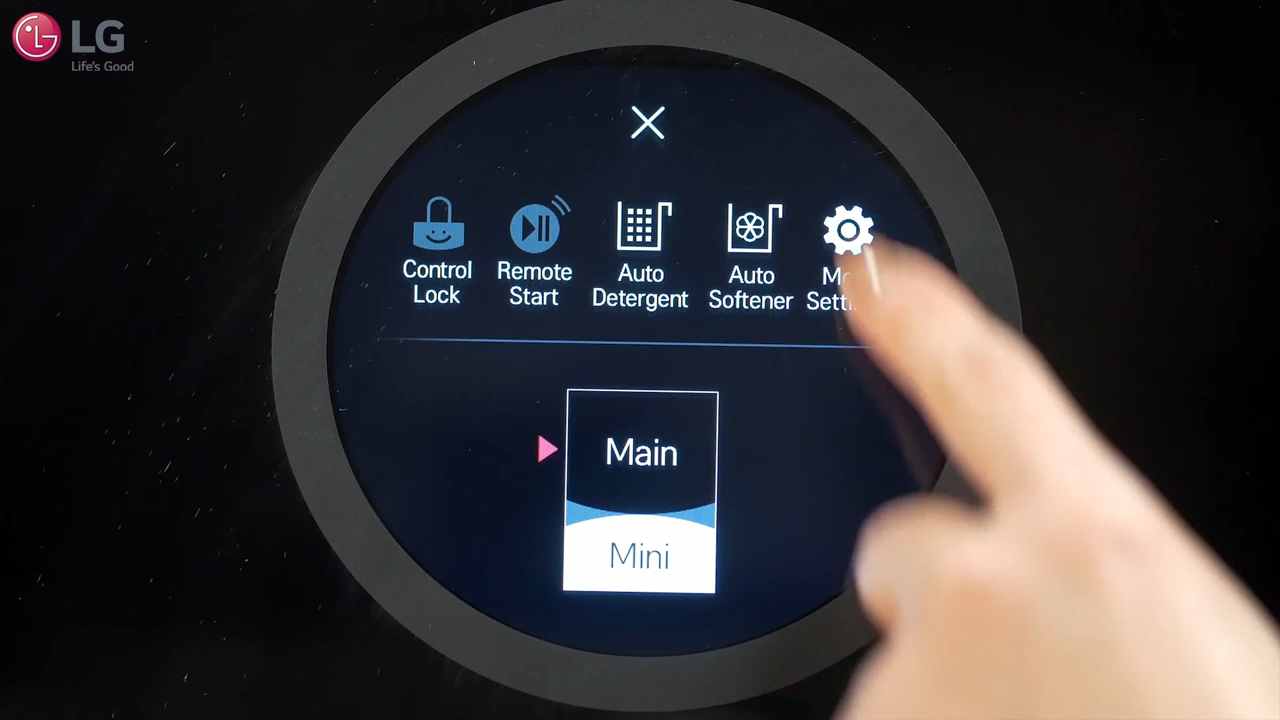 LG
Life's Good
Control
Lock
Remote
Start
Auto
Detergent
Auto
Softener
Main
Mini